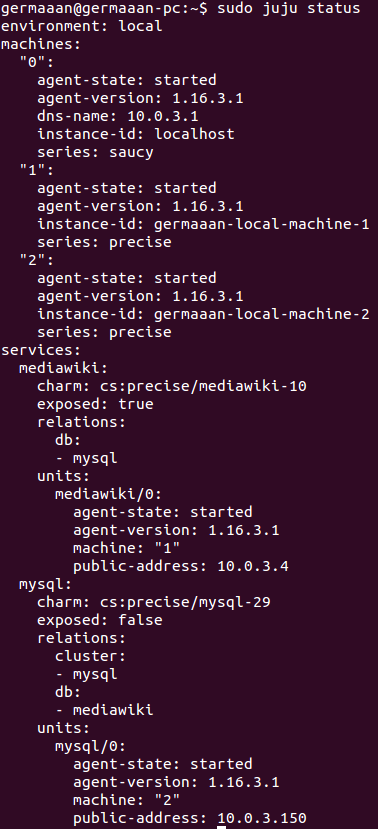 germaaan@germaaan-pc:~$ sudo juju status
environment: local
machines:
  "0":
    agent-state: started
    agent-version: 1.16.3.1
    dns-name: 10.0.3.1
    instance-id: localhost
    series: saucy
  "1":
    agent-state: started
    agent-version: 1.16.3.1
    instance-id: germaaan-local-machine-1
    series: precise
  "2":
    agent-state: started
    agent-version: 1.16.3.1
    instance-id: germaaan-local-machine-2
    series: precise
services:
  mediawiki:
    charm: cs:precise/mediawiki-10
    exposed: true
    relations:
      db:
      - mysql
    units:
      mediawiki/0:
        agent-state: started
        agent-version: 1.16.3.1
        machine: "1"
        public-address: 10.0.3.4
  mysql:
    charm: cs:precise/mysql-29
    exposed: false
    relations:
      cluster:
      - mysql
      db:
      - mediawiki
    units:
      mysql/0:
        agent-state: started
        agent-version: 1.16.3.1
        machine: "2"
        public-address: 10.0.3.150